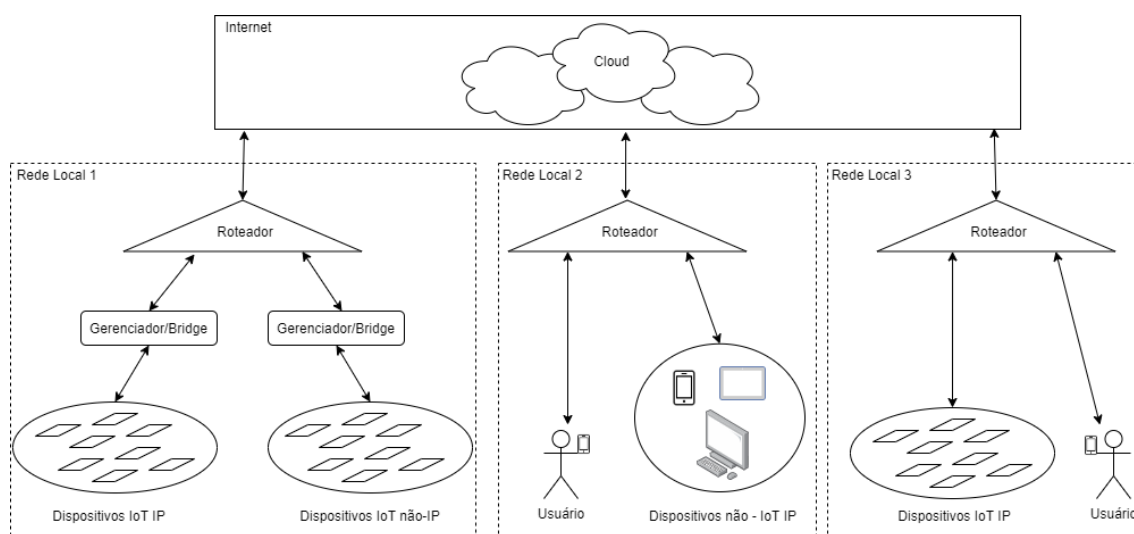 Internet
Cloud
Rede Local 1
Rede Local 2
Rede Local 3
Roteador
Roteador
Roteador
Gerenciador/Bridge
Gerenciador/Bridge
Dispositivos IoT IP
Dispositivos IoT não-IP
Usuário
Dispositivos não - IoT IP
Dispositivos IoT IP
Usuário